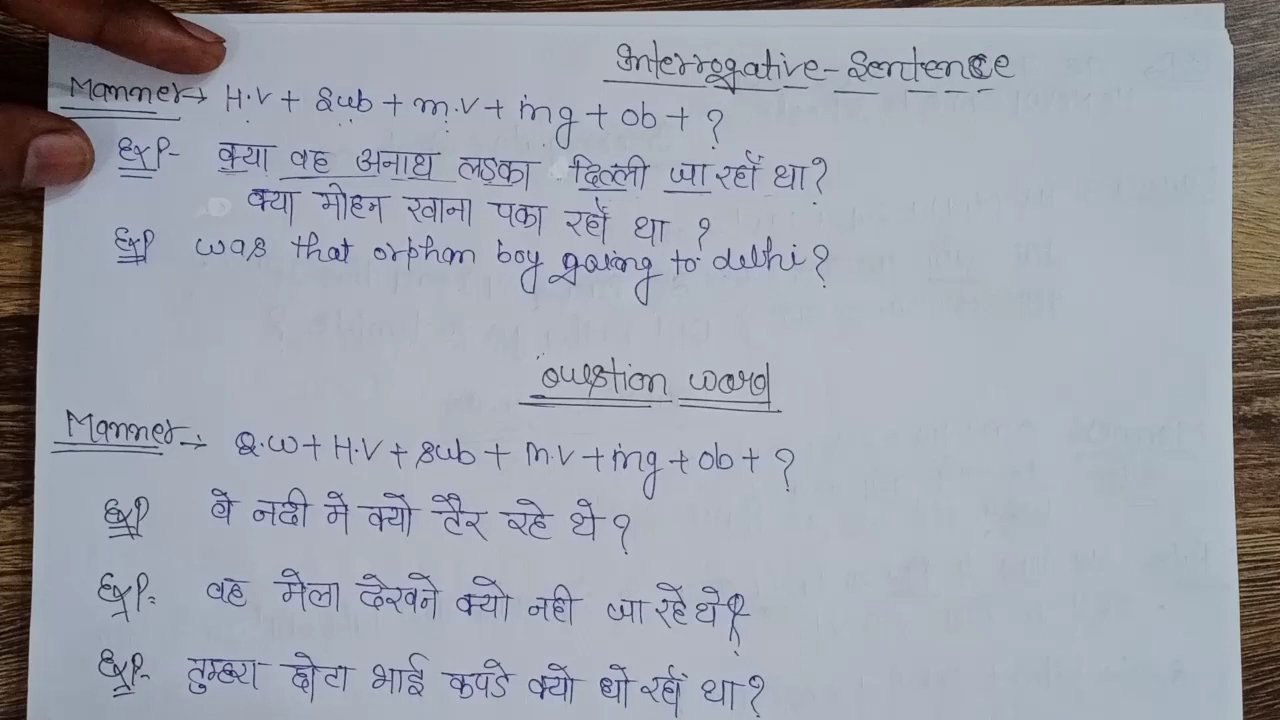 Interrogative-Sentence
Manner→ H.V + Sub + m.V + ing + ob + ?
Exp- क्या वह अनाथ लडका दिल्ली जा रहाँ था?
क्या मोहन खाना पका रहाँ था ?
Exp was that orphan boy going to delhi?
Question word
Manner→ Q.W + H.V + Sub + m.V + ing + ob + ?
Exp वे नदी मे क्यो तैर रहे थे ?
Exp- वह मेला देखने क्यो नही जा रहे थे?
Exp- तुम्हारा छोटा भाई कपडे क्यो धो रहाँ था?